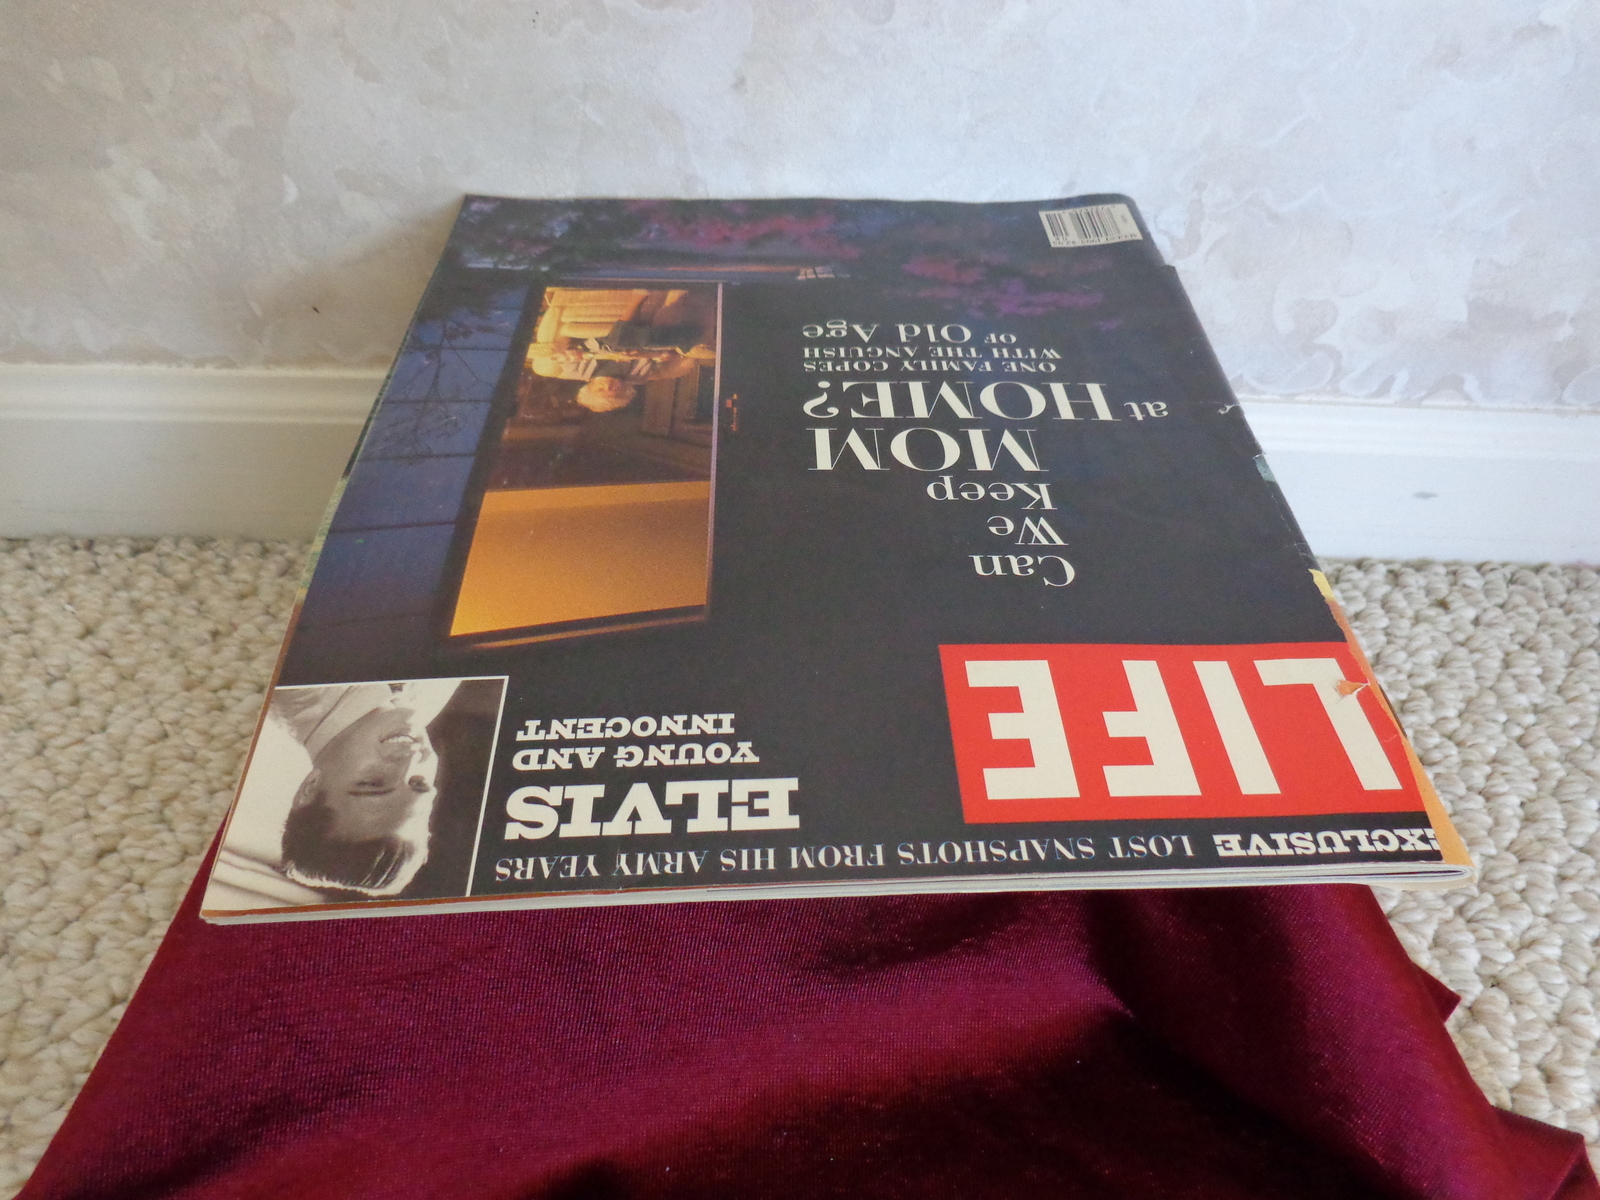 EXCLUSIVE LOST SNAPSHOTS FROM HIS ARMY YEARS
LIFE
ELVIS
YOUNG AND
INNOCENT
Can
We
Keep
MOM
at HOME?
ONE FAMILY COPES
WITH THE ANGUISH
OF Old Age